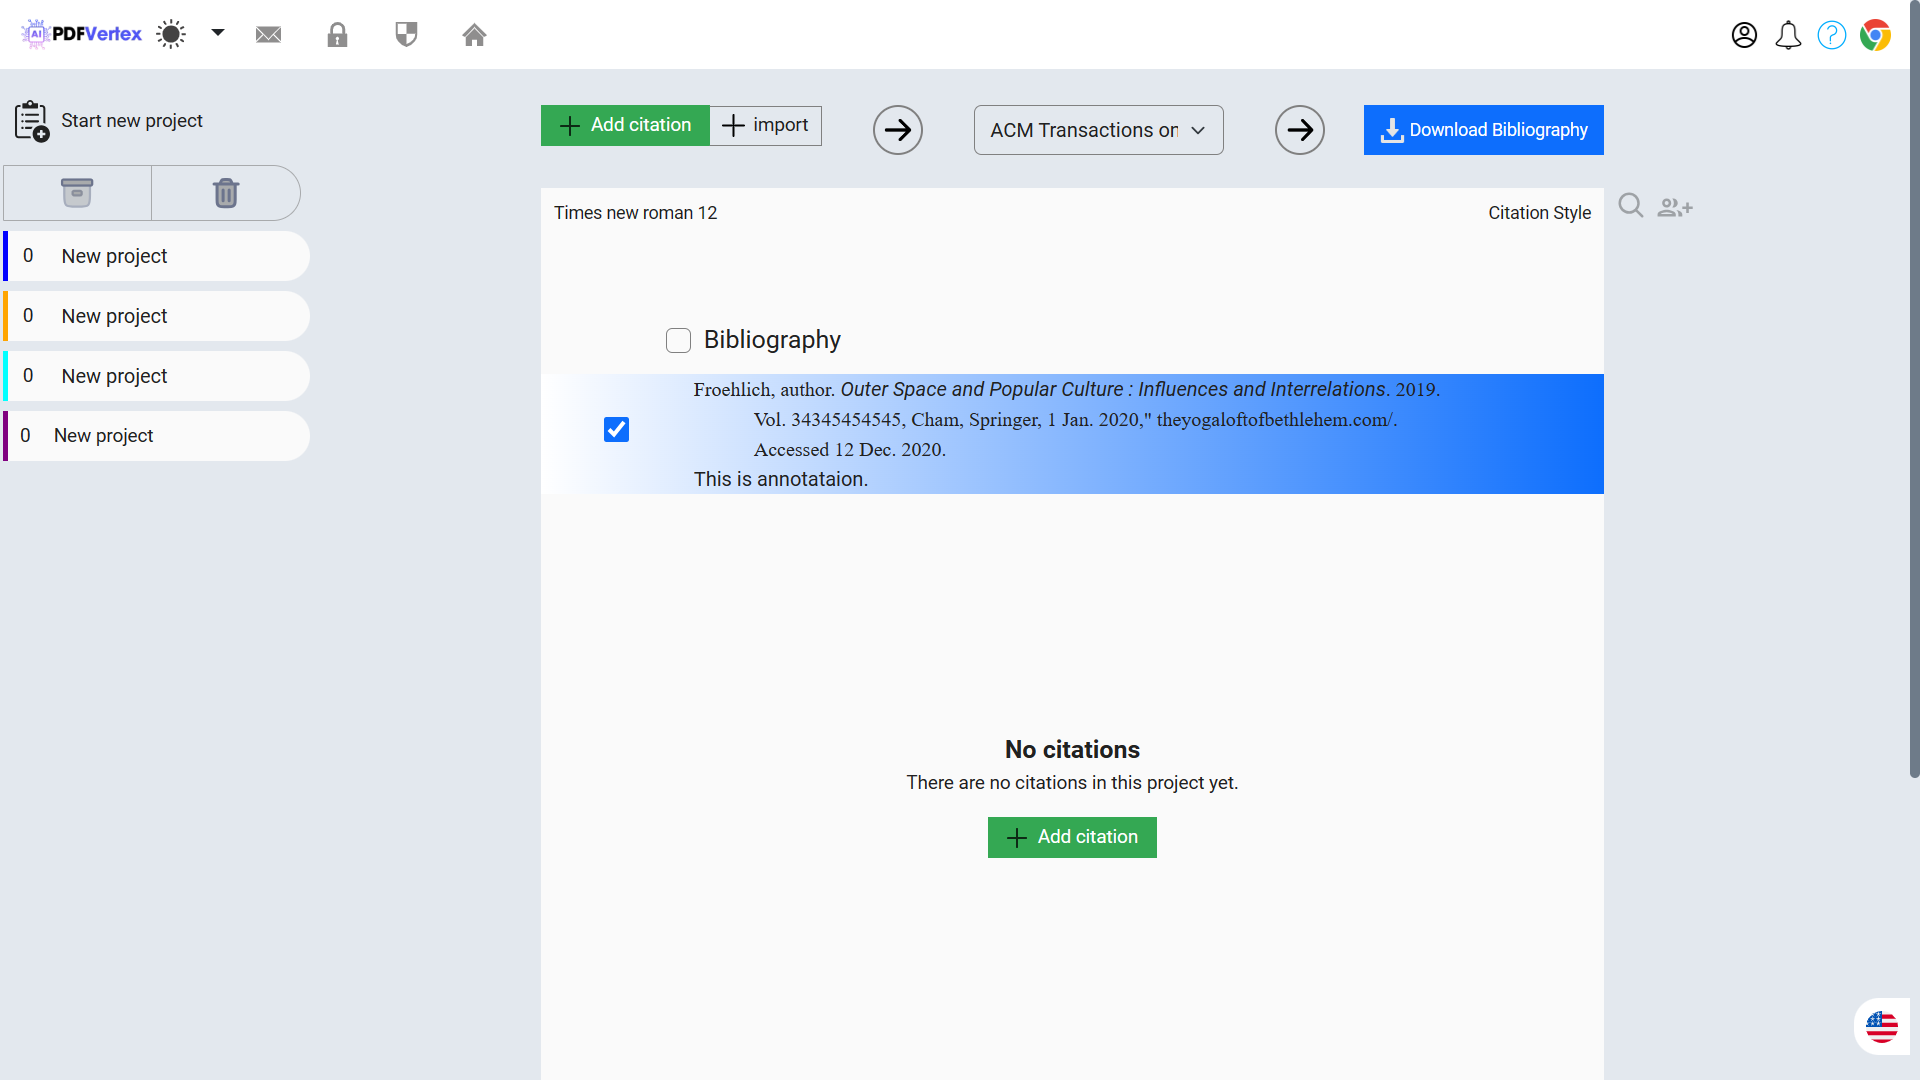 AI PDFVertex
Start new project
0 New project
0 New project
0 New project
0 New project
Add citation
import
ACM Transactions on
Download Bibliography
Times new roman 12
Citation Style
Bibliography
Froehlich, author. Outer Space and Popular Culture : Influences and Interrelations. 2019.
Vol. 34345454545, Cham, Springer, 1 Jan. 2020," theyogaloftofbethlehem.com/.
Accessed 12 Dec. 2020.
This is annotataion.
No citations
There are no citations in this project yet.
Add citation